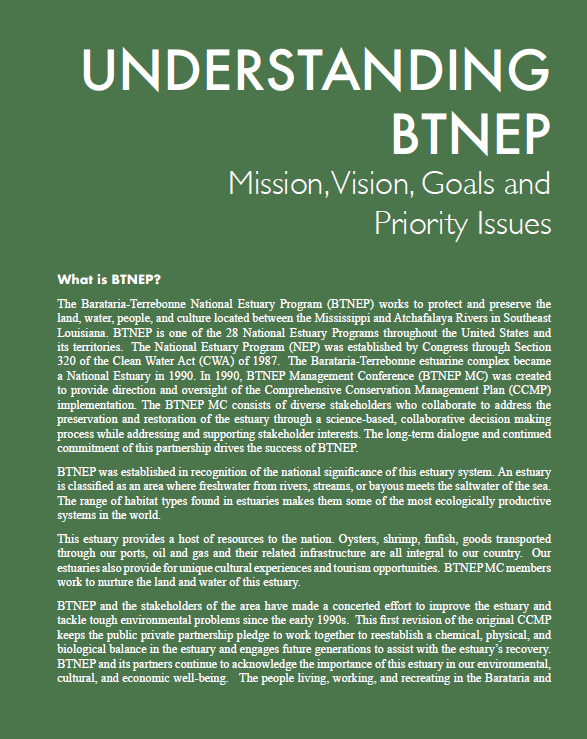 UNDERSTANDING
BTNEP
Mission, Vision, Goals and
Priority Issues
What is BTNEP?
The Barataria-Terrebonne National Estuary Program (BTNEP) works to protect and preserve the
land, water, people, and culture located between the Mississippi and Atchafalaya Rivers in Southeast
Louisiana. BTNEP is one of the 28 National Estuary Programs throughout the United States and
its territories. The National Estuary Program (NEP) was established by Congress through Section
320 of the Clean Water Act (CWA) of 1987. The Barataria-Terrebonne estuarine complex became
a National Estuary in 1990. In 1990, BTNEP Management Conference (BTNEP MC) was created
to provide direction and oversight of the Comprehensive Conservation Management Plan (CCMP)
implementation. The BTNEP MC consists of diverse stakeholders who collaborate to address the
preservation and restoration of the estuary through a science-based, collaborative decision making
process while addressing and supporting stakeholder interests. The long-term dialogue and continued
commitment of this partnership drives the success of BTNEP.
BTNEP was established in recognition of the national significance of this estuary system. An estuary
is classified as an area where freshwater from rivers, streams, or bayous meets the saltwater of the sea.
The range of habitat types found in estuaries makes them some of the most ecologically productive
systems in the world.
This estuary provides a host of resources to the nation. Oysters, shrimp, finfish, goods transported
through our ports, oil and gas and their related infrastructure are all integral to our country. Our
estuaries also provide for unique cultural experiences and tourism opportunities. BTNEP MC members
work to nurture the land and water of this estuary.
BTNEP and the stakeholders of the area have made a concerted effort to improve the estuary and
tackle tough environmental problems since the early 1990s. This first revision of the original CCMP
keeps the public private partnership pledge to work together to reestablish a chemical, physical, and
biological balance in the estuary and engages future generations to assist with the estuary's recovery.
BTNEP and its partners continue to acknowledge the importance of this estuary in our environmental,
cultural, and economic well-being. The people living, working, and recreating in the Barataria and